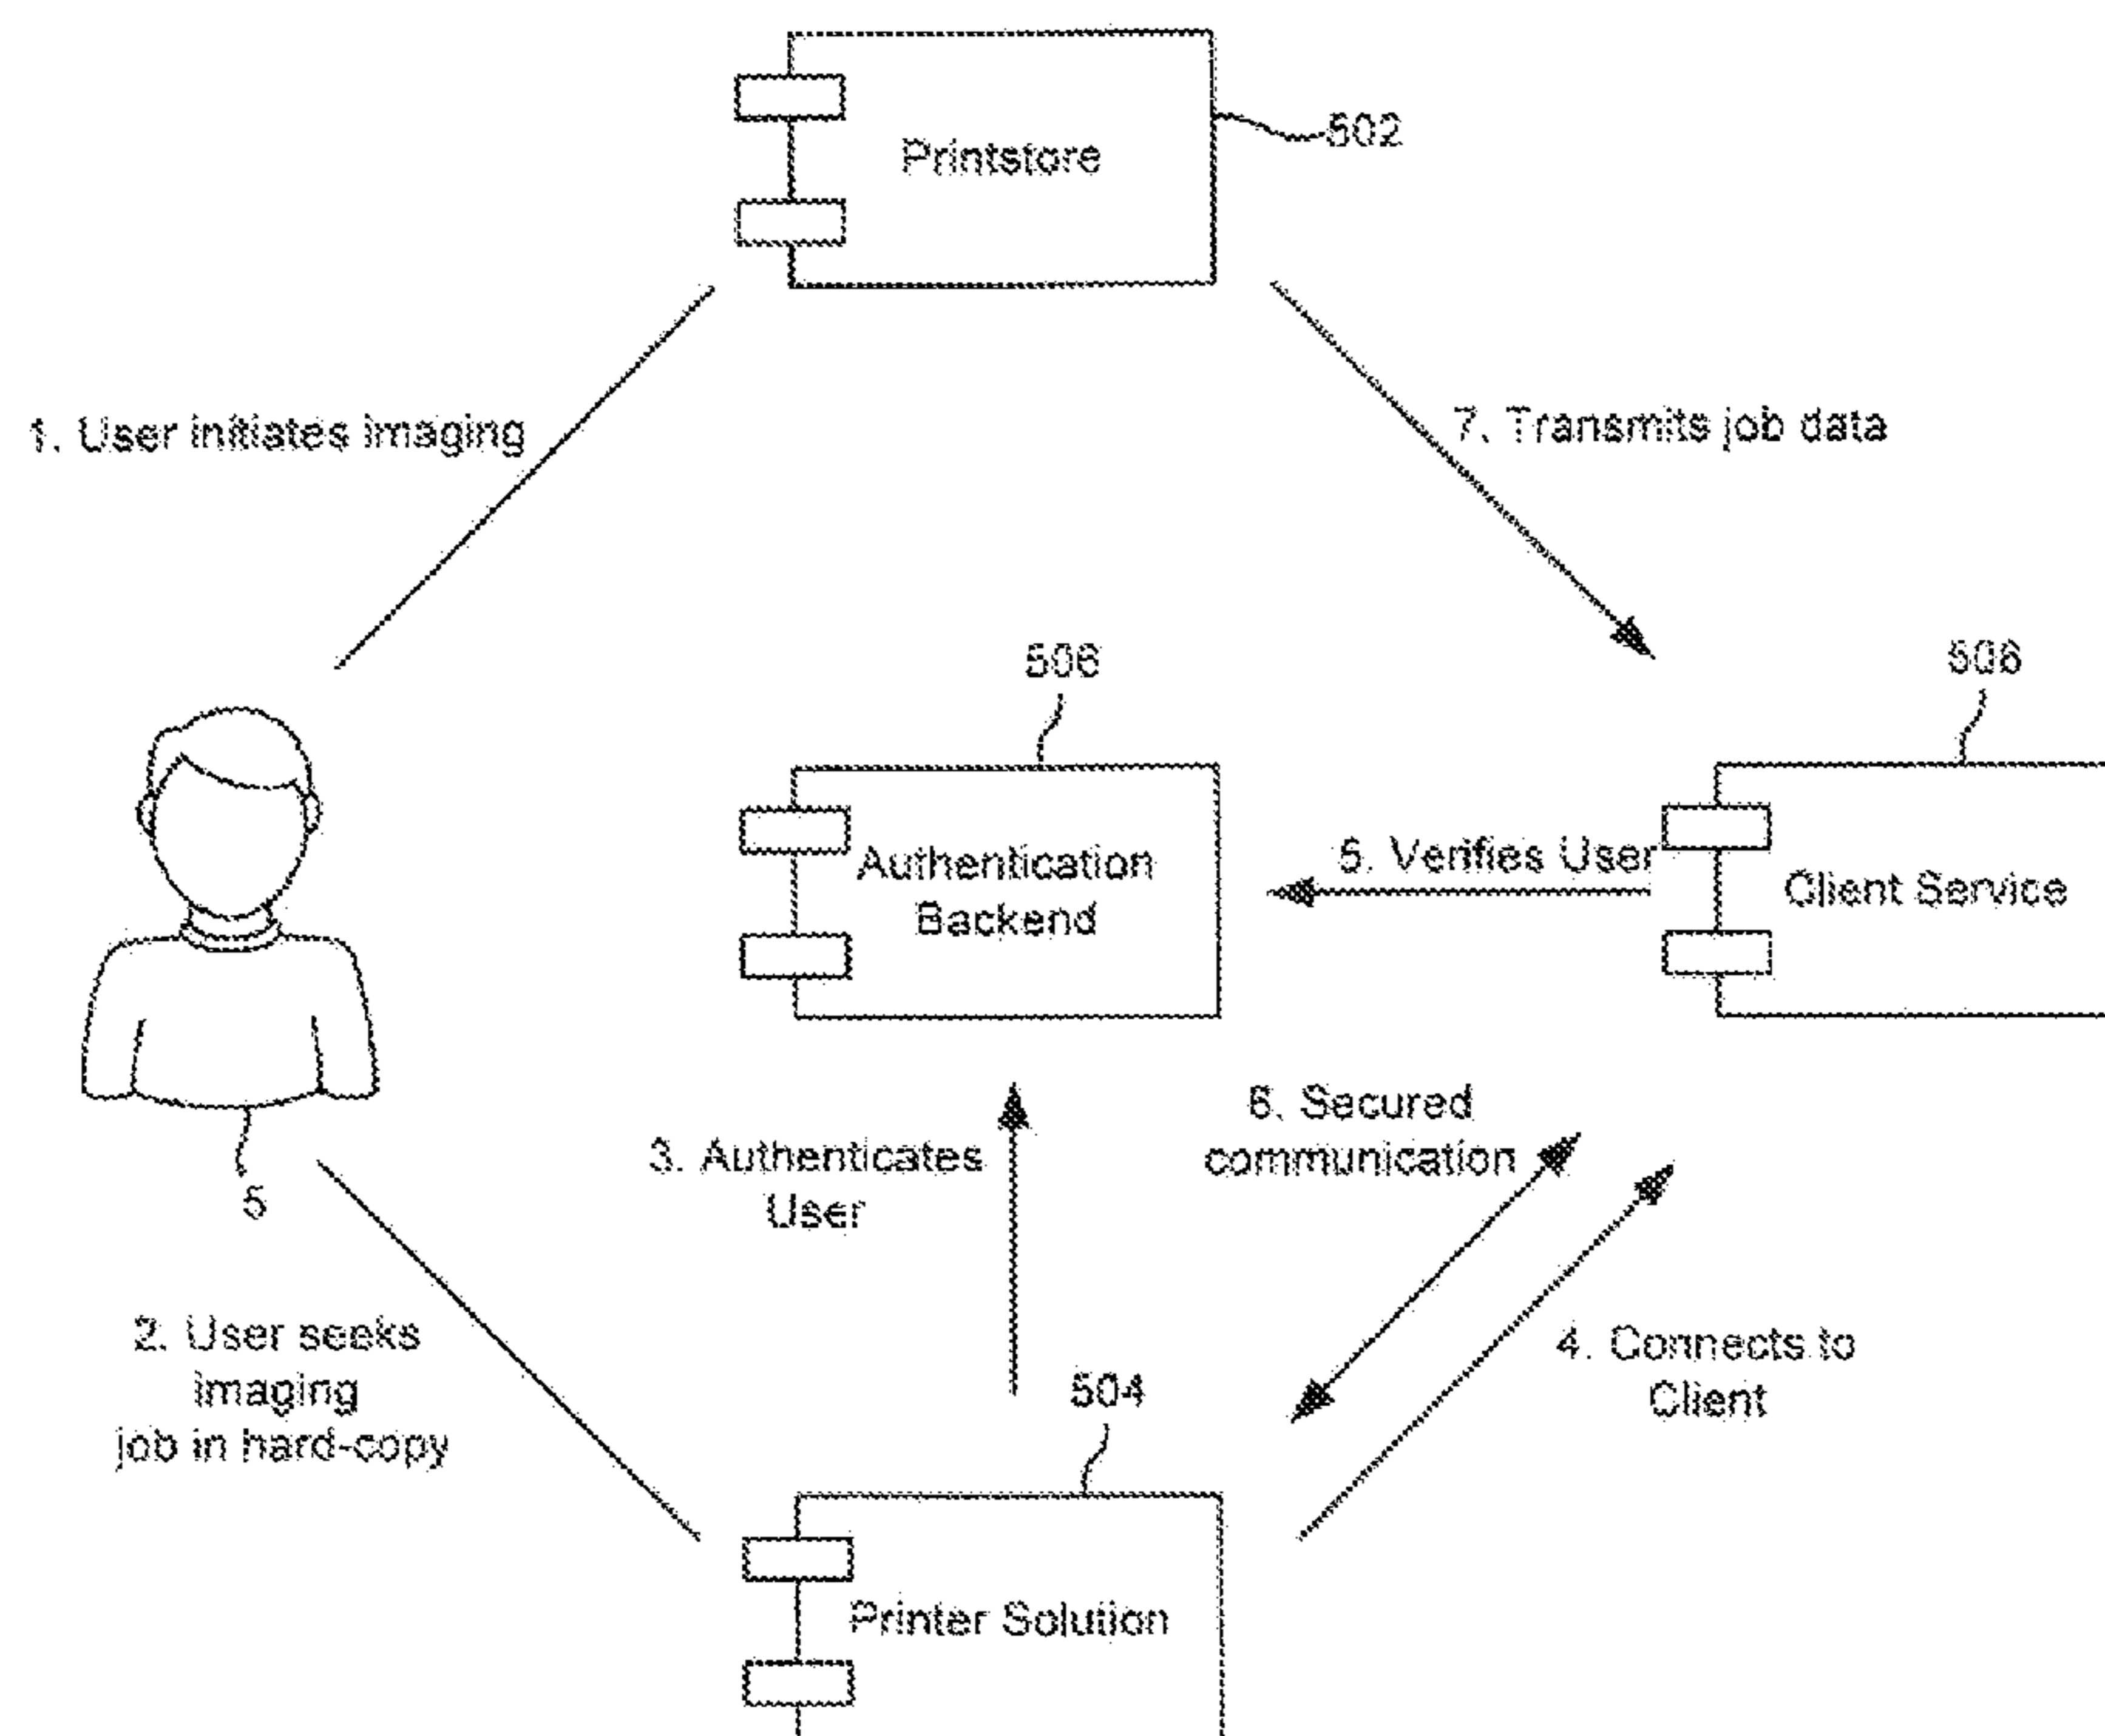 Printstore
502
1. User initiates imaging
7. Transmits job data
506
508
Authentication
Backend
5. Verifies User
Client Service
5
3. Authenticates
User
6. Secured
communication
2. User seeks
imaging
job in hard-copy
504
4. Connects to
Client
Printer Solution